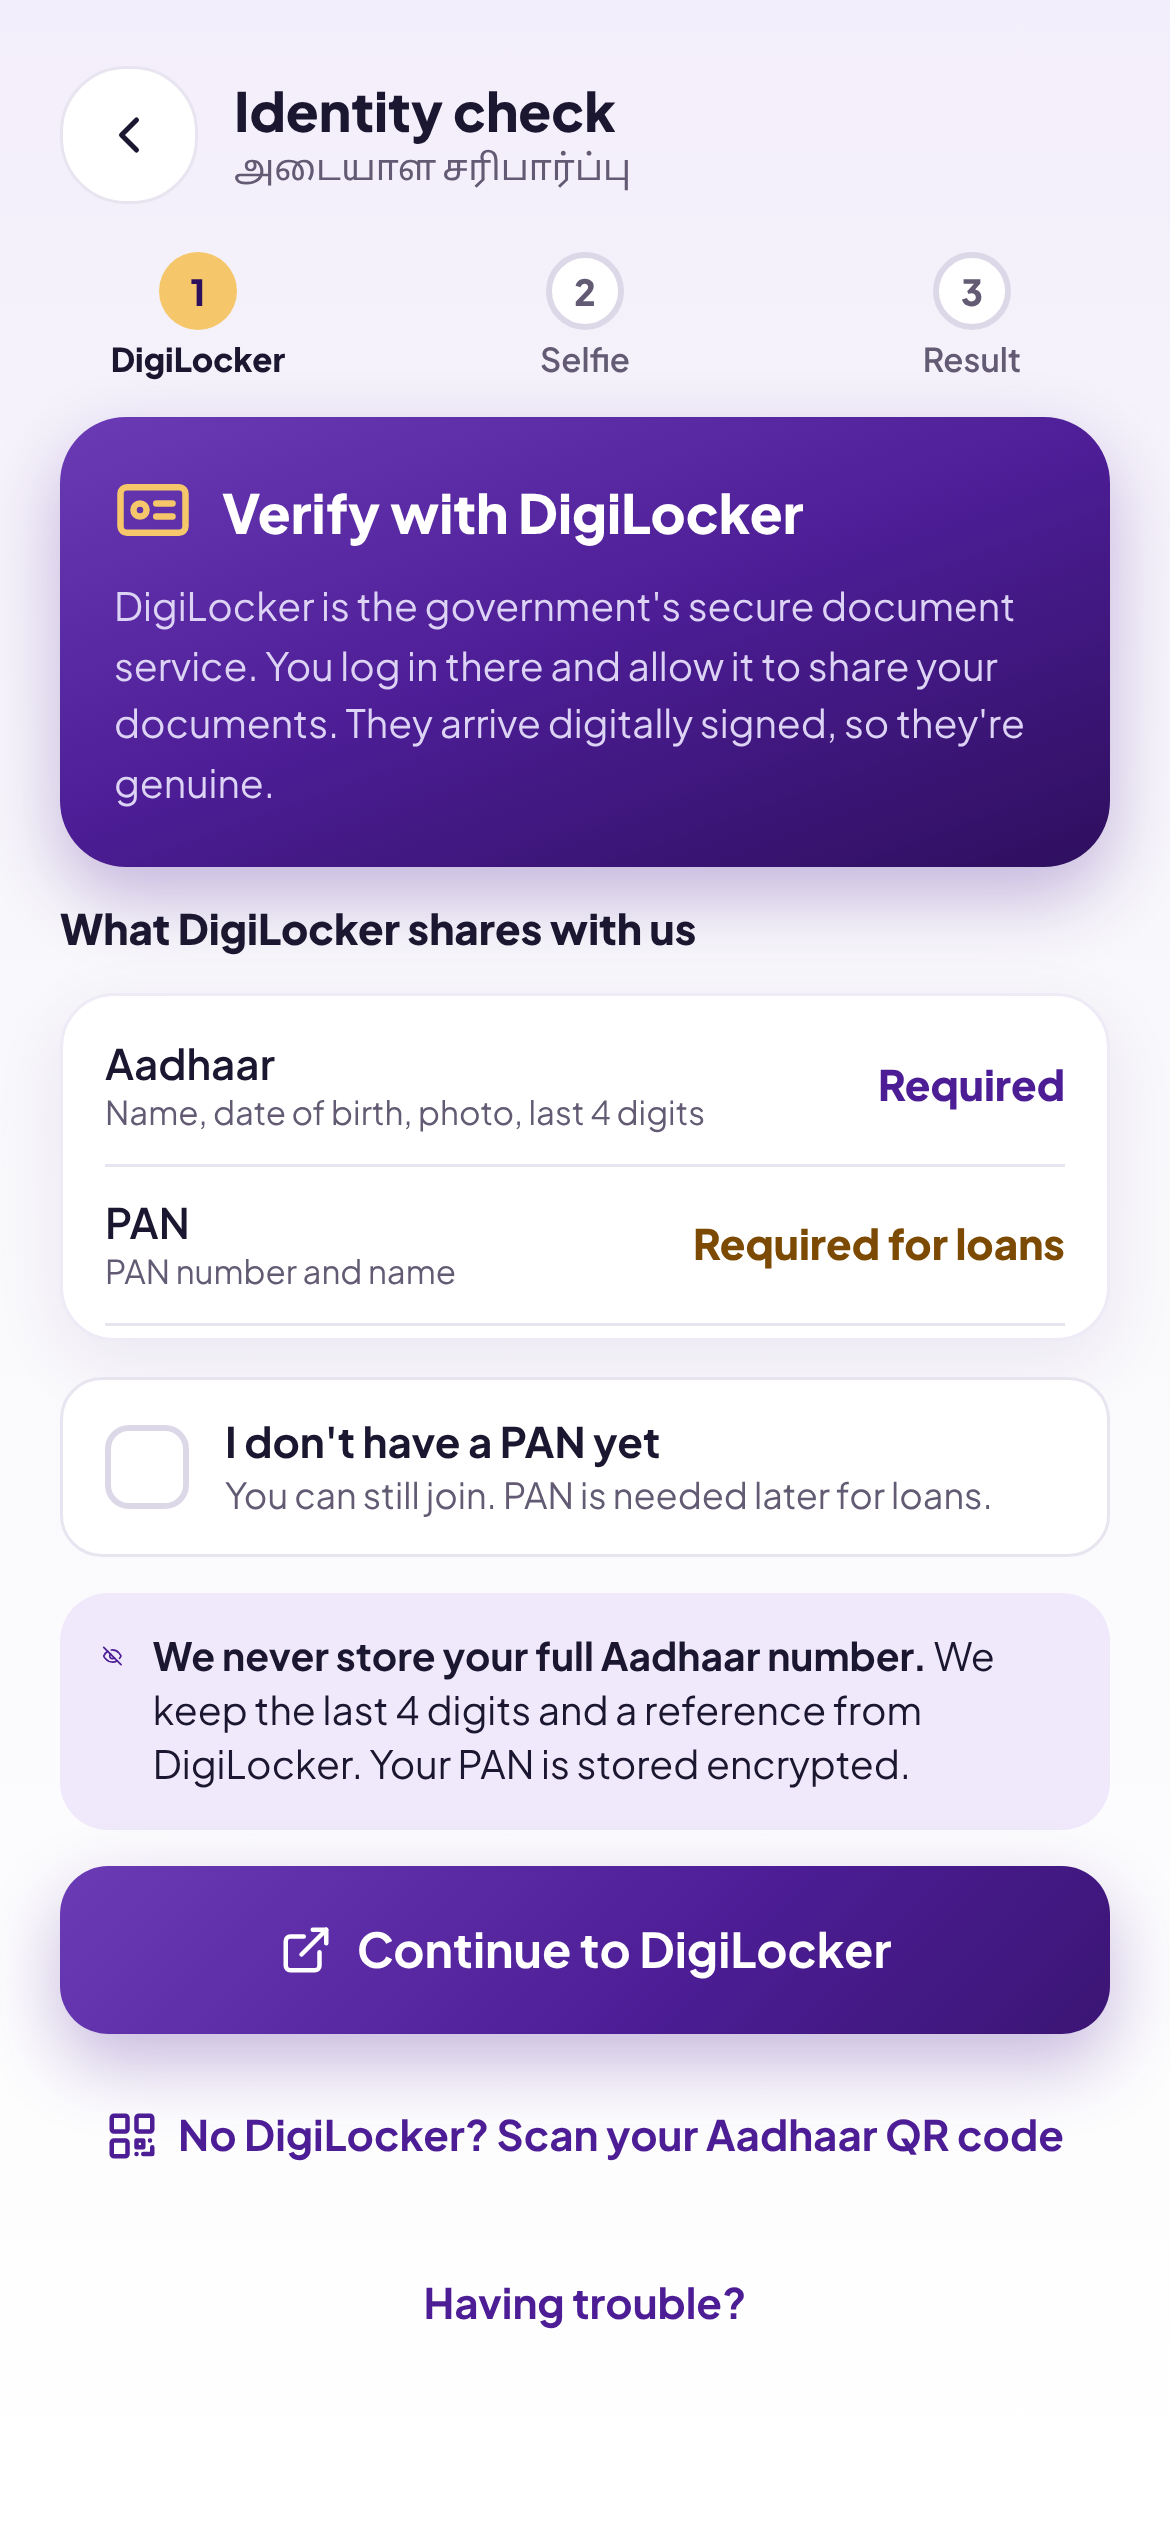 Identity check
அடையாள சரிபார்ப்பு
1
2
3
DigiLocker
Selfie
Result
Verify with DigiLocker
DigiLocker is the government's secure document
service. You log in there and allow it to share your
documents. They arrive digitally signed, so they're
genuine.
What DigiLocker shares with us
Aadhaar
Name, date of birth, photo, last 4 digits
Required
PAN
PAN number and name
Required for loans
I don't have a PAN yet
You can still join. PAN is needed later for loans.
We never store your full Aadhaar number. We
keep the last 4 digits and a reference from
DigiLocker. Your PAN is stored encrypted.
Continue to DigiLocker
No DigiLocker? Scan your Aadhaar QR code
Having trouble?